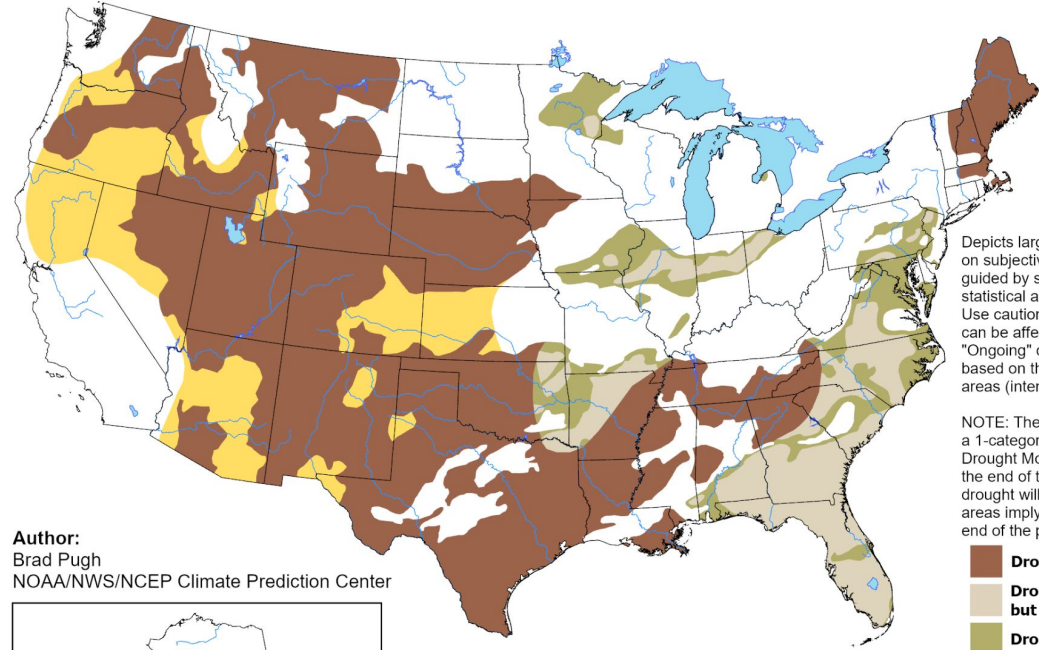 Depicts larg
on subjectiv
guided by s
statistical a
Use caution
can be affe
"Ongoing" d
based on th
areas (inter
NOTE: The
a 1-categor
Drought Mo
the end of t
drought will
areas imply
end of the p
Author:
Brad Pugh
NOAA/NWS/NCEP Climate Prediction Center
Dro
Dro
but
Dro